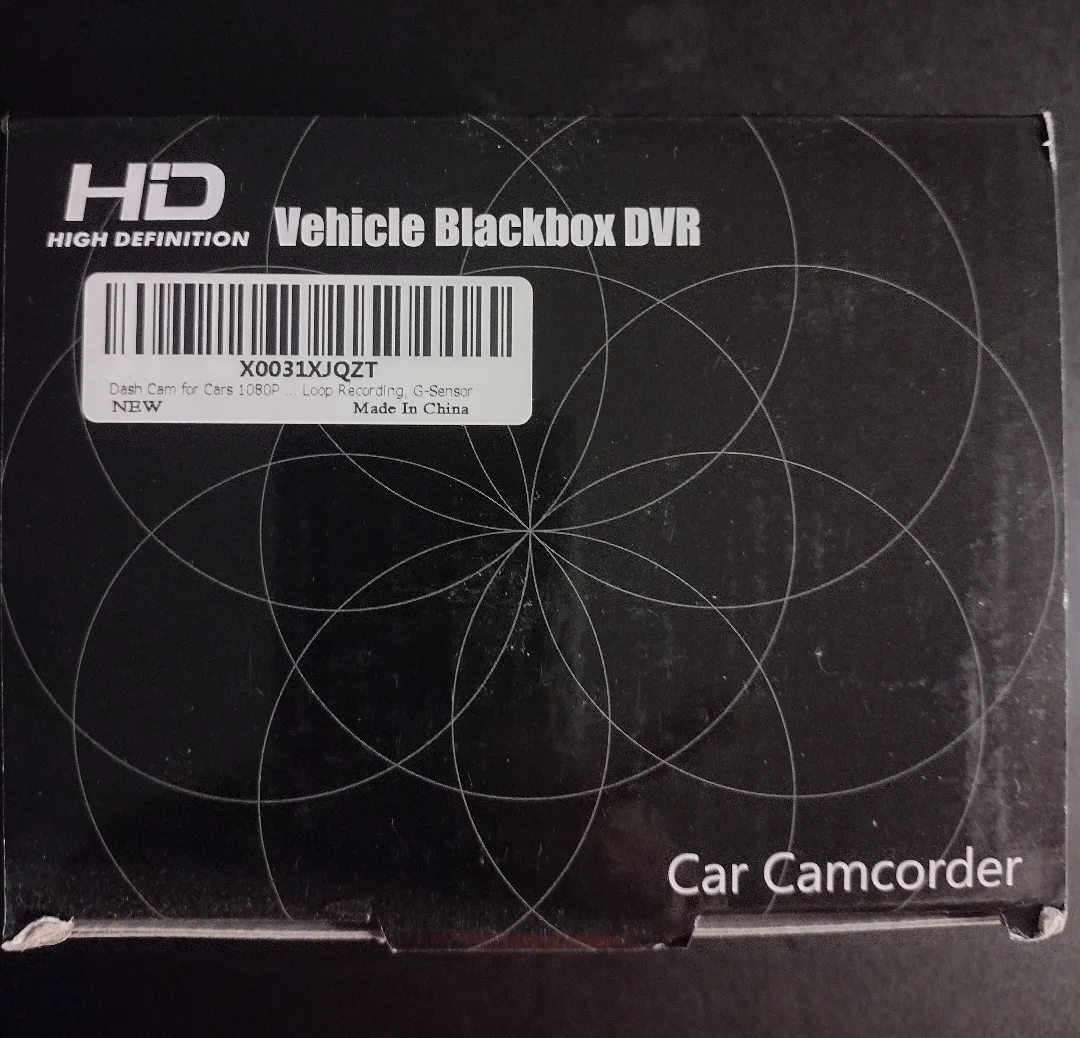 HD
HIGH DEFINITION
Vehicle Blackbox DVR
X0031XJQZT
Dash Cam for Cars 1080P ... Loop Recording, G-Sensor
NEW
Made In China
Car Camcorder